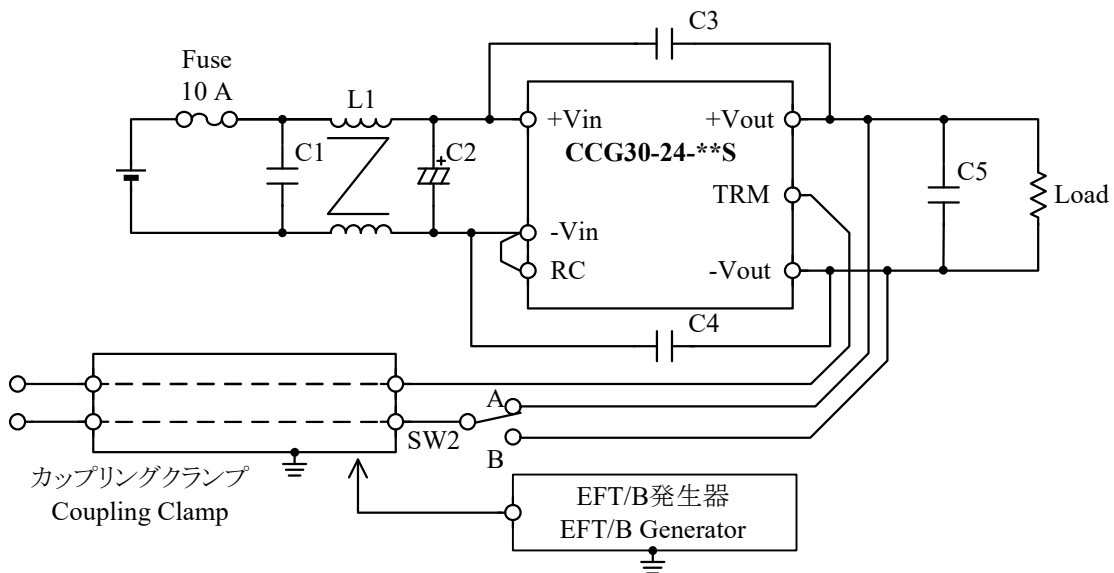 C3
Fuse
10 A
L1
+Vin
+Vout
C1
+
C2
CCG30-24-**S
C5
TRM
Load
-Vin
RC
-Vout
C4
A
SW2
B
カップリングクランプ
Coupling Clamp
EFT/B発生器
EFT/B Generator